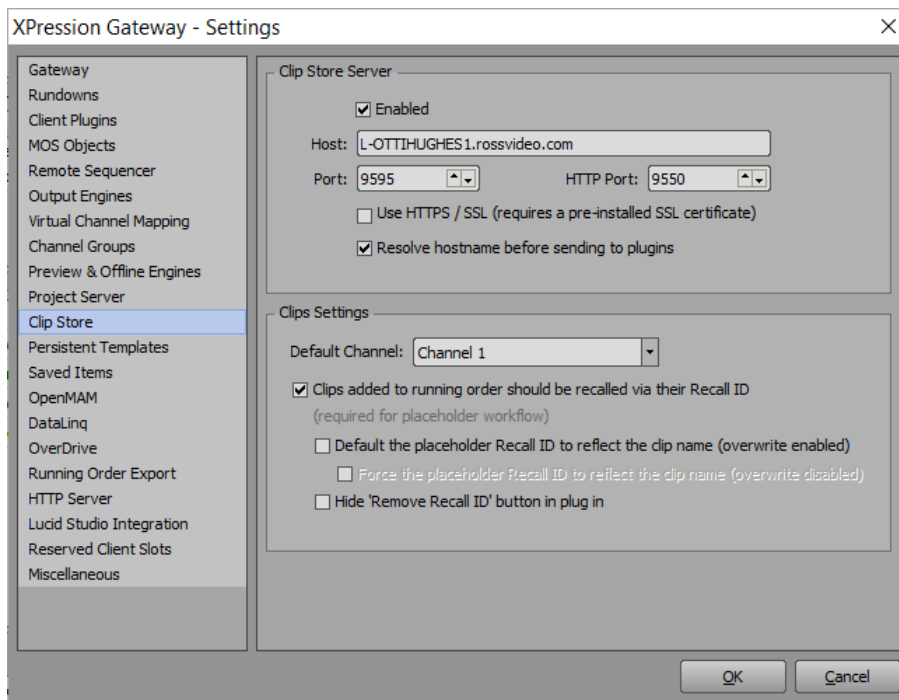 XPression Gateway - Settings
Gateway
Rundowns
Client Plugins
MOS Objects
Remote Sequencer
Output Engines
Virtual Channel Mapping
Channel Groups
Preview & Offline Engines
Project Server
Clip Store
Persistent Templates
Saved Items
OpenMAM
DataLinq
OverDrive
Running Order Export
HTTP Server
Lucid Studio Integration
Reserved Client Slots
Miscellaneous
Clip Store Server
Enabled
Host: L-OTTIHUGHES1.rossvideo.com
Port: 9595 HTTP Port: 9550
Use HTTPS / SSL (requires a pre-installed SSL certificate)
Resolve hostname before sending to plugins
Clips Settings
Default Channel: Channel 1
Clips added to running order should be recalled via their Recall ID
(required for placeholder workflow)
Default the placeholder Recall ID to reflect the clip name (overwrite enabled)
Force the placeholder Recall ID to reflect the clip name (overwrite disabled)
Hide 'Remove Recall ID' button in plug in
OK Cancel